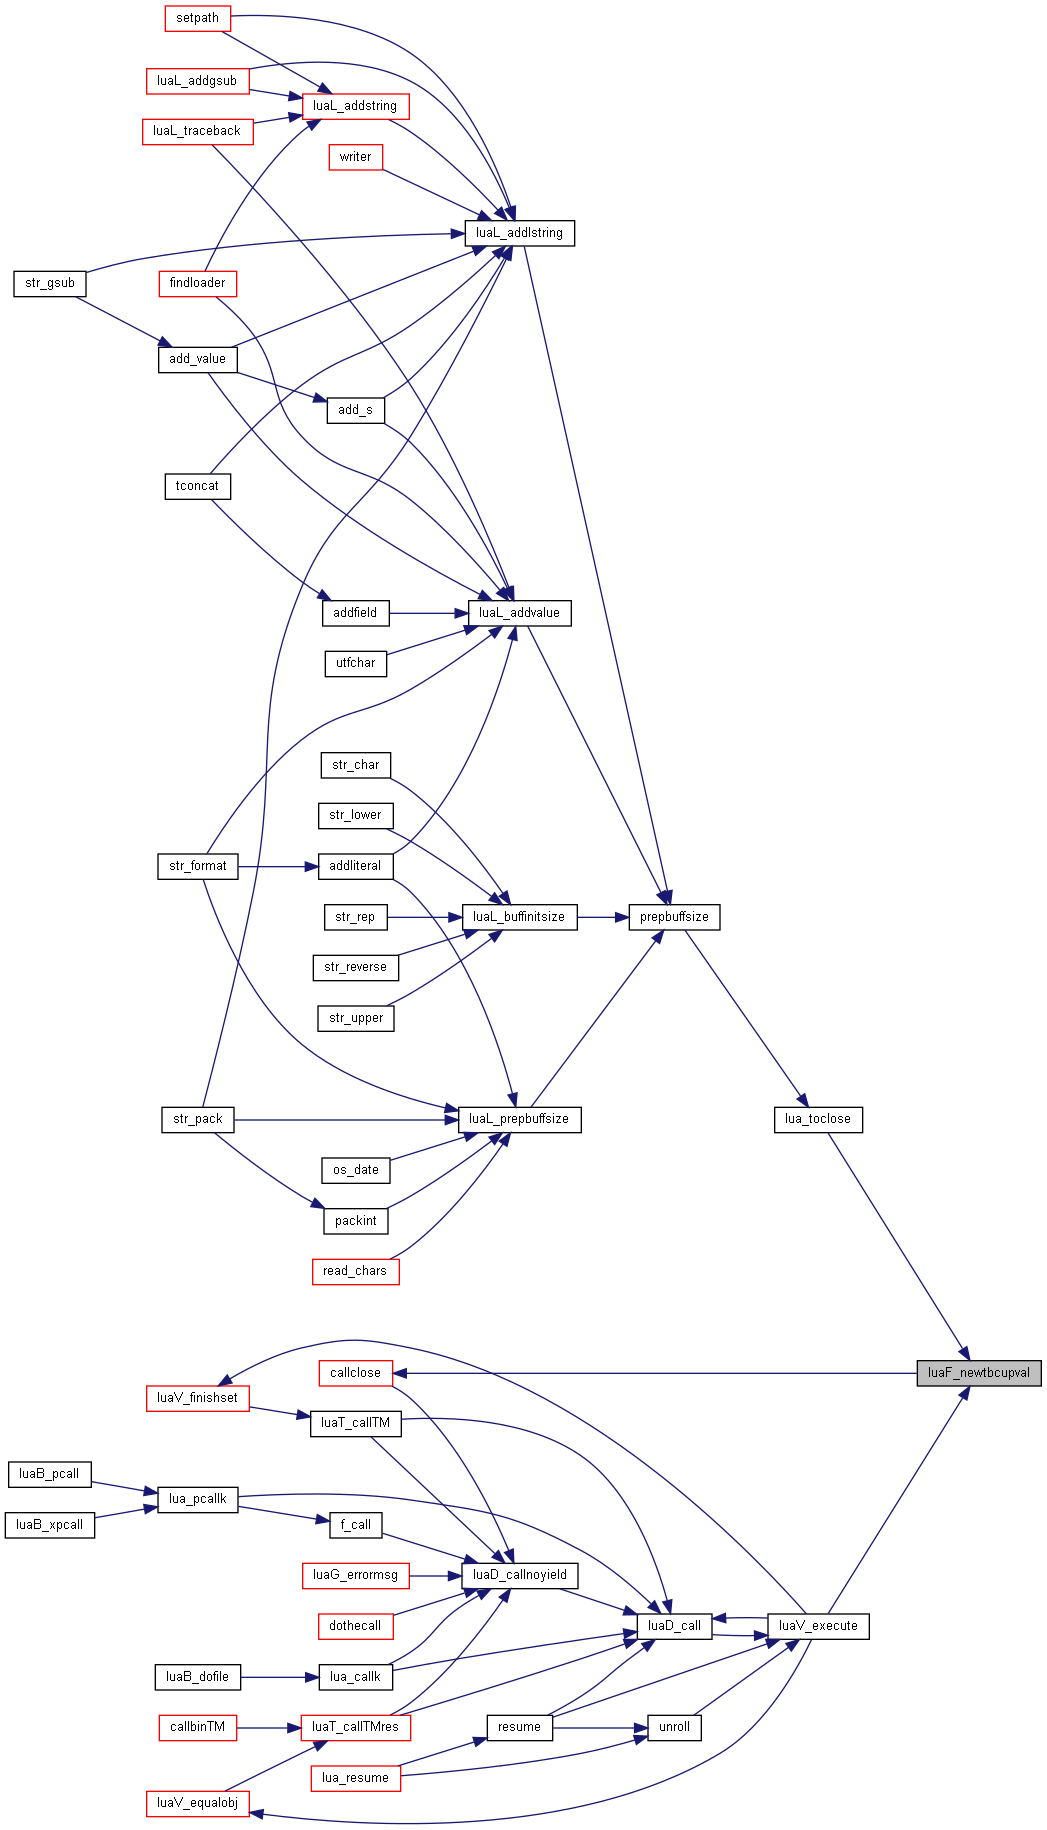 setpath
luaL_addgsub
luaL_addstring
luaL_traceback
writer
luaL_addlstring
str_gsub
findloader
add_value
add_s
tconcat
addfield
luaL_addvalue
utfchar
str_char
str_lower
str_format
addliteral
str_rep
luaL_buffinitsize
prepbuffsize
str_reverse
str_upper
str_pack
luaL_prepbuffsize
lua_toclose
os_date
packint
read_chars
callclose
luaF_newtbcupval
luaV_finishset
luaT_callTM
luaB_pcall
lua_pcallk
luaB_xpcall
f_call
luaG_errormsg
luaD_callnoyield
dothecall
luaD_call
luaV_execute
luaB_dofile
lua_callk
callbinTM
luaT_callTMres
resume
unroll
lua_resume
luaV_equalobj